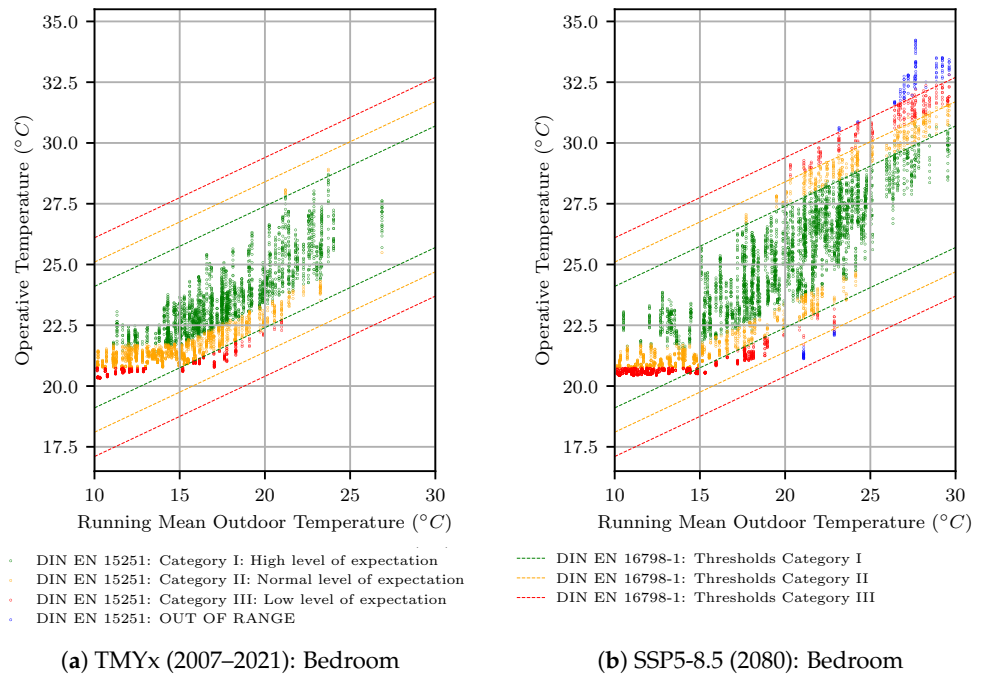 35.0
32.5
30.0
27.5
25.0
22.5
20.0
17.5
Operative Temperature (°C)
10 15 20 25 30
Running Mean Outdoor Temperature (°C)
35.0
32.5
30.0
27.5
25.0
22.5
20.0
17.5
Operative Temperature (°C)
10 15 20 25 30
Running Mean Outdoor Temperature (°C)
DIN EN 15251: Category I: High level of expectation
DIN EN 15251: Category II: Normal level of expectation
DIN EN 15251: Category III: Low level of expectation
DIN EN 15251: OUT OF RANGE
DIN EN 16798-1: Thresholds Category I
DIN EN 16798-1: Thresholds Category II
DIN EN 16798-1: Thresholds Category III
(a) TMYx (2007–2021): Bedroom
(b) SSP5-8.5 (2080): Bedroom